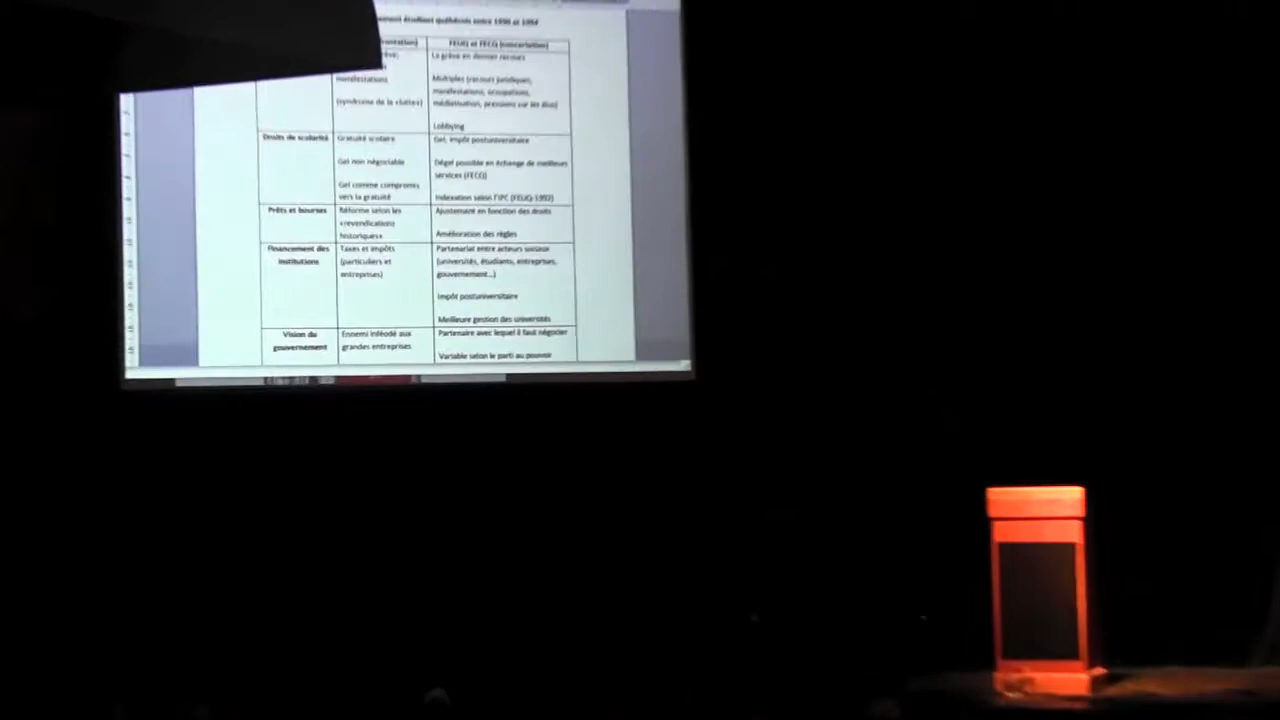 étudiant québécois entre 1990 et 1994
FEUQ et FECQ (concertation)
La grève en dernier recours
manifestations
Multiples (recours juridiques,
manifestations, occupations,
(syndrome de la clutte»)
médiatisation, pressions sur les élus)
Lobbying
Droits de scolarité
Gratuité scolaire
Gel, impôt postuniversitaire
Gel non négociable
Dégel possible en échange de meilleurs
services (FECQ)
Gel comme compromis
vers la gratuité
Indexation selon l'IPC (FEUQ-1993)
Prêts et bourses
Réforme selon les
«revendications
historiques»
Ajustement en fonction des droits
Amélioration des règles
Financement des
institutions
Taxes et impôts
(particuliers et
entreprises)
Partenariat entre acteurs sociaux
(universités, étudiants, entreprises,
gouvernement…)
Impôt postuniversitaire
Meilleure gestion des universités
Vision du
gouvernement
Ennemi inféodé aux
grandes entreprises
Partenaire avec lequel il faut négocier
Variable selon le parti au pouvoir